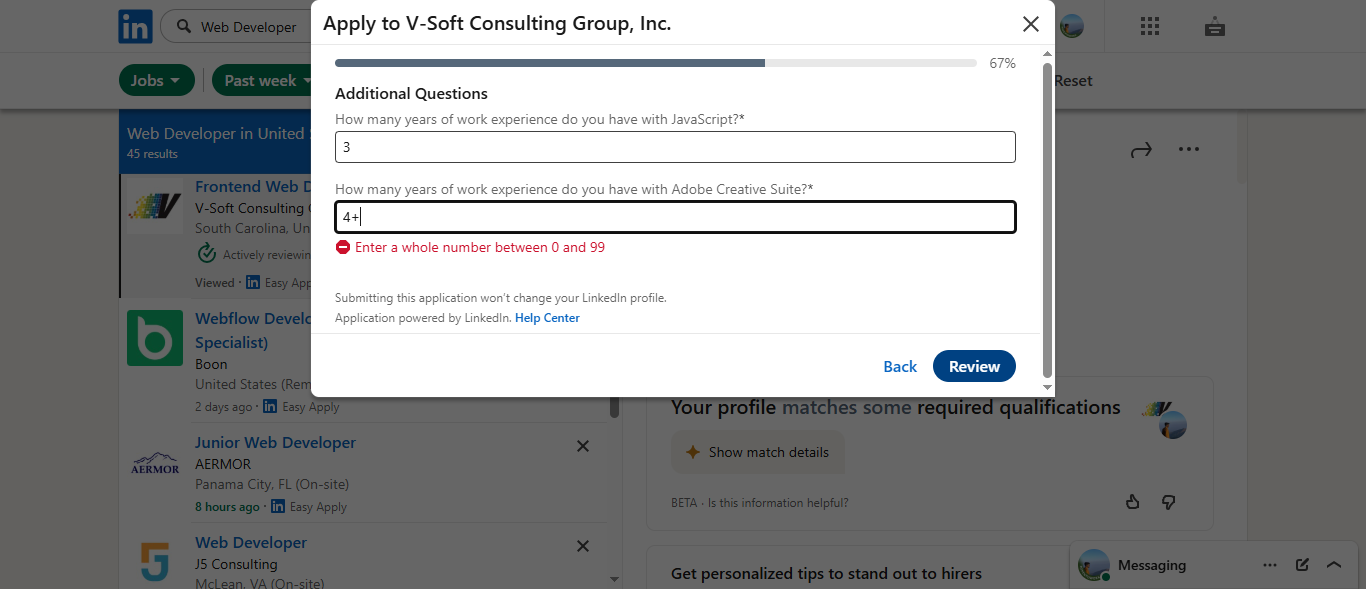 in
Web Developer
Apply to V-Soft Consulting Group, Inc.
Jobs
Past week
Reset
67%
Additional Questions
How many years of work experience do you have with JavaScript?*
3
How many years of work experience do you have with Adobe Creative Suite?*
4+
Enter a whole number between 0 and 99
Submitting this application won't change your LinkedIn profile.
Application powered by LinkedIn. Help Center
Back
Review
Web Developer in United
45 results
Frontend Web D
V-Soft Consulting
South Carolina, Un
Actively reviewin
Viewed · in Easy App
Webflow Develo
Specialist)
Boon
United States (Rem
2 days ago · in Easy Apply
Junior Web Developer
AERMOR
AERMOR
Panama City, FL (On-site)
8 hours ago · in Easy Apply
Web Developer
J5 Consulting
McLean, VA (On-site)
Your profile matches some required qualifications
Show match details
BETA · Is this information helpful?
Get personalized tips to stand out to hirers
Messaging